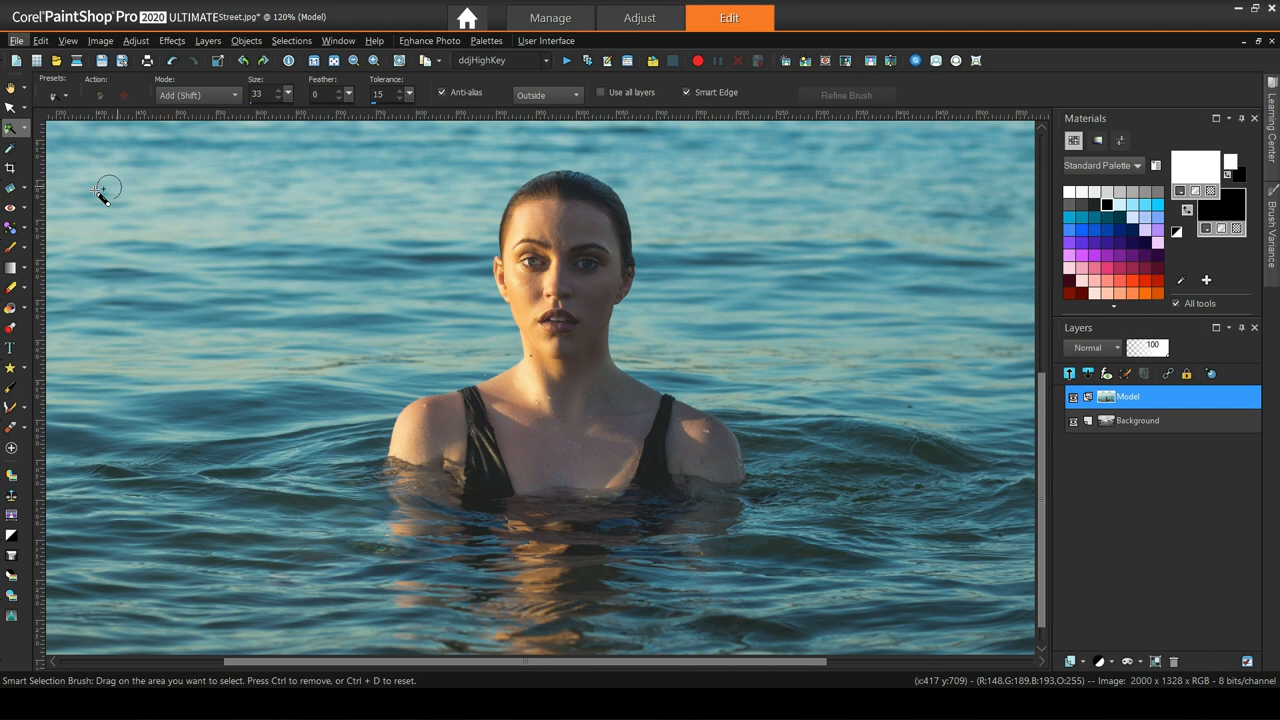 Corel® PaintShop® Pro 2020 ULTIMATE Street.jpg* @ 120% (Model)
Manage
Adjust
Edit
File Edit View Image Adjust Effects Layers Objects Selections Window Help Enhance Photo Palettes User Interface
ddjHighKey
Presets:
Action:
Mode:
Size:
Feather:
Tolerance:
Add (Shift)
33
0
15
Anti-alias
Outside
Use all layers
Smart Edge
Refine Brush
Materials
Standard Palette
All tools
Layers
Normal
100
Model
Background
Learning Center
Brush Variance
Smart Selection Brush: Drag on the area you want to select. Press Ctrl to remove, or Ctrl + D to reset.
(x:417 y:709) - (R:148,G:189,B:193,O:255) -- Image: 2000 x 1328 x RGB - 8 bits/channel